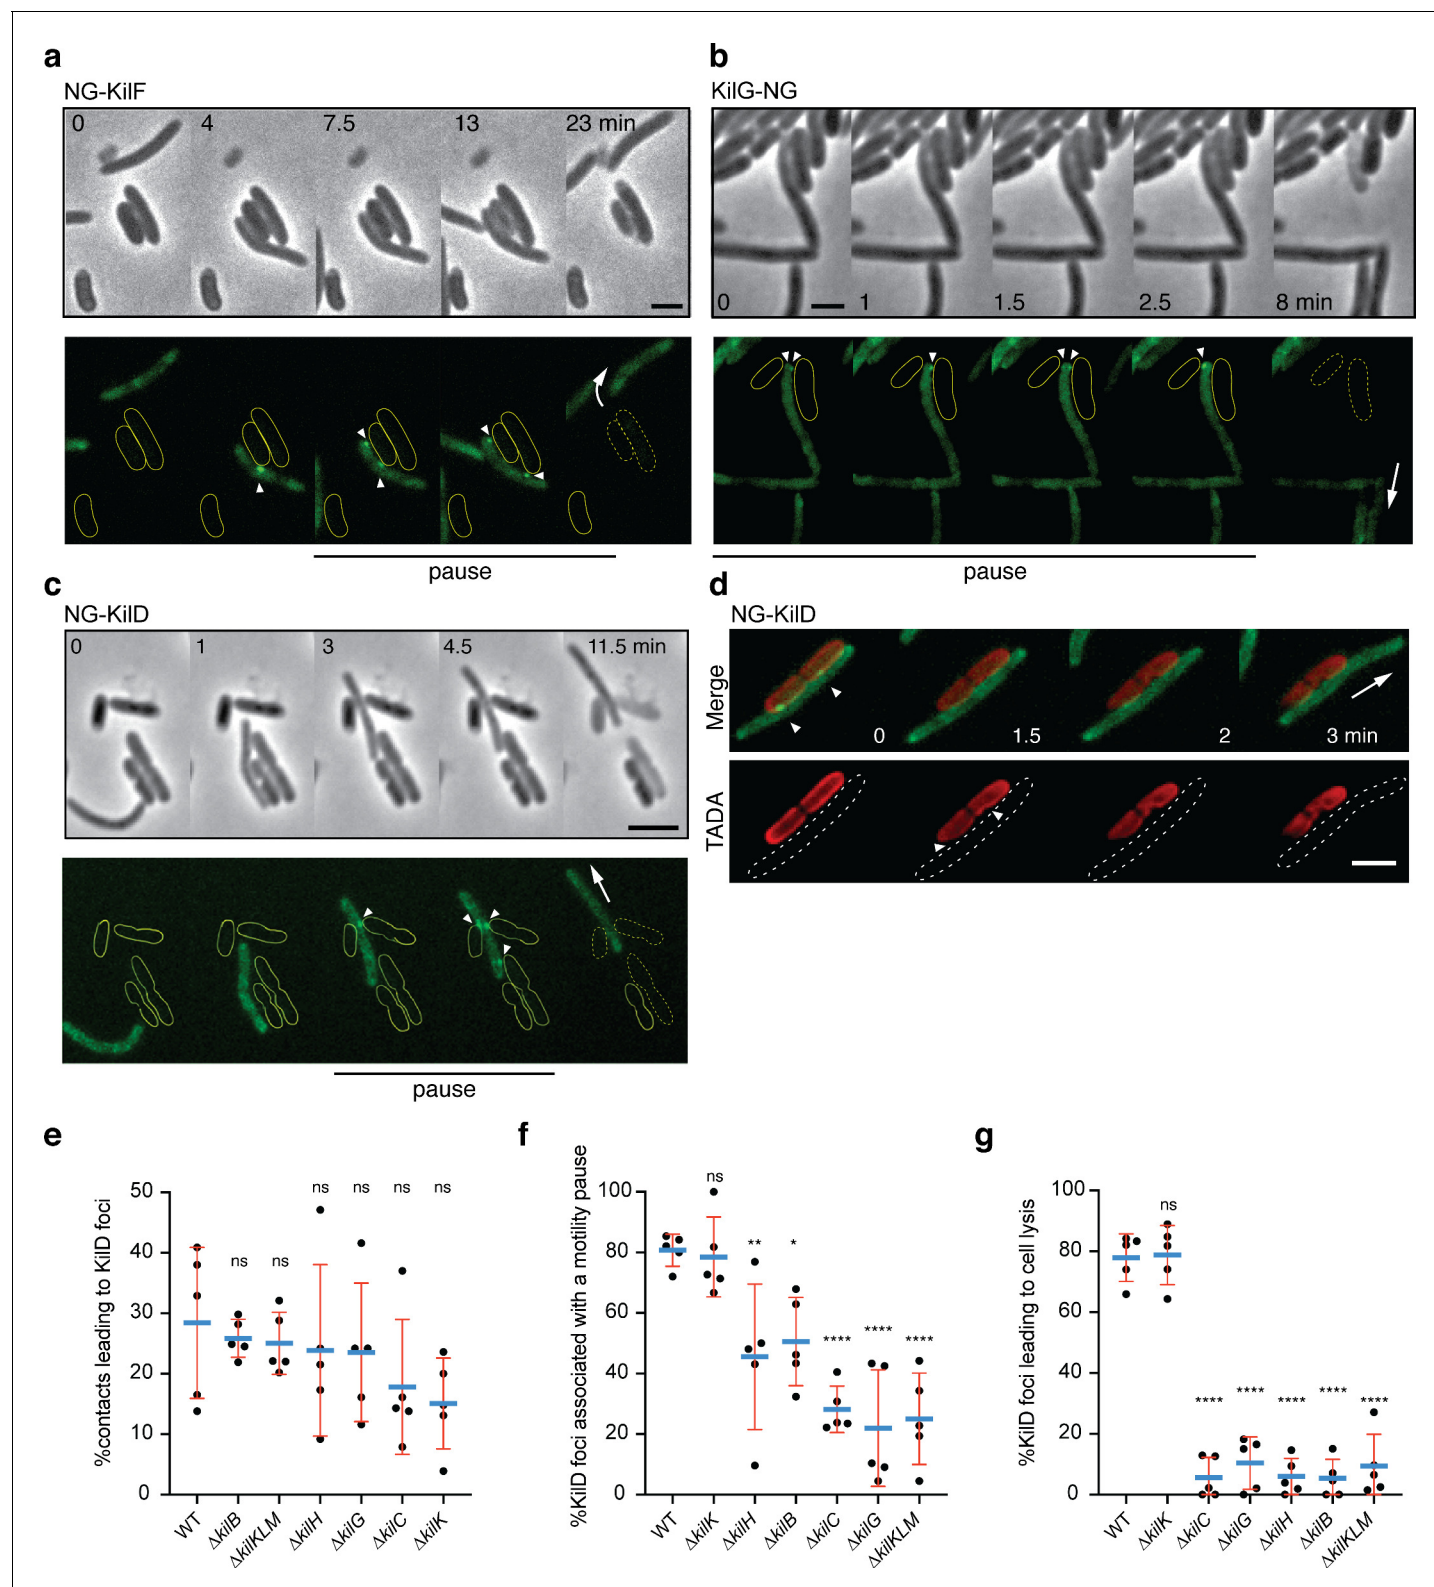 a
NG-KilF
0 4 7.5 13 23 min
pause
b
KilG-NG
0 1 1.5 2.5 8 min
pause
c
NG-KilD
0 1 3 4.5 11.5 min
pause
d
NG-KilD
Merge
0 1.5 2 3 min
TADA
e
%contacts leading to KilD foci
50
40
30
20
10
0
ns ns ns ns ns ns
WT ΔkilB ΔkilKLM ΔkilH ΔkilG ΔkilC ΔkilK
f
%KilD foci associated with a motility pause
100
80
60
40
20
0
ns ** * **** **** ****
WT ΔkilK ΔkilH ΔkilB ΔkilC ΔkilG ΔkilKLM
g
%KilD foci leading to cell lysis
100
80
60
40
20
0
ns **** **** **** **** ****
WT ΔkilK ΔkilC ΔkilG ΔkilH ΔkilB ΔkilKLM